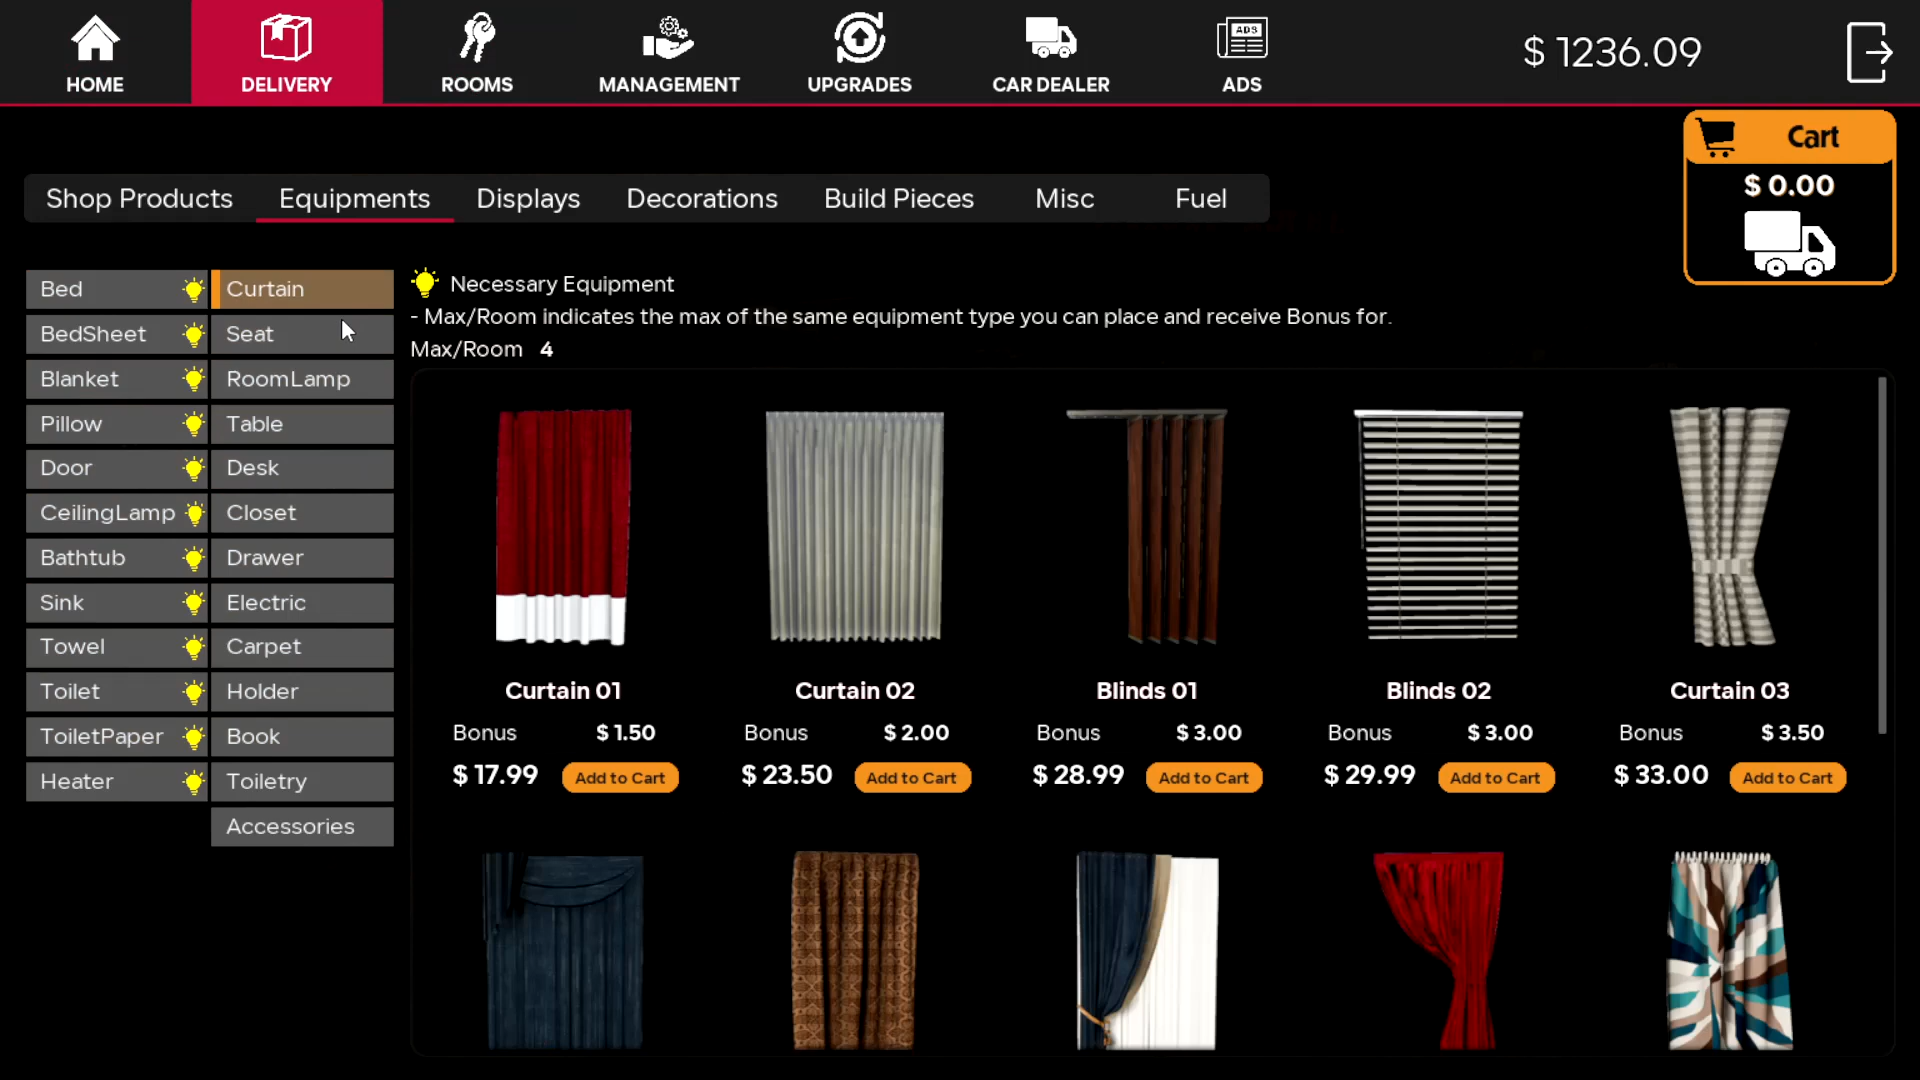 HOME
DELIVERY
ROOMS
MANAGEMENT
UPGRADES
CAR DEALER
ADS
ADS
$ 1236.09
Cart
$ 0.00
Shop Products
Equipments
Displays
Decorations
Build Pieces
Misc
Fuel
Bed
BedSheet
Blanket
Pillow
Door
CeilingLamp
Bathtub
Sink
Towel
Toilet
ToiletPaper
Heater
Curtain
Seat
RoomLamp
Table
Desk
Closet
Drawer
Electric
Carpet
Holder
Book
Toiletry
Accessories
Necessary Equipment
- Max/Room indicates the max of the same equipment type you can place and receive Bonus for.
Max/Room 4
Curtain 01
Bonus $ 1.50
$ 17.99 Add to Cart
Curtain 02
Bonus $ 2.00
$ 23.50 Add to Cart
Blinds 01
Bonus $ 3.00
$ 28.99 Add to Cart
Blinds 02
Bonus $ 3.00
$ 29.99 Add to Cart
Curtain 03
Bonus $ 3.50
$ 33.00 Add to Cart